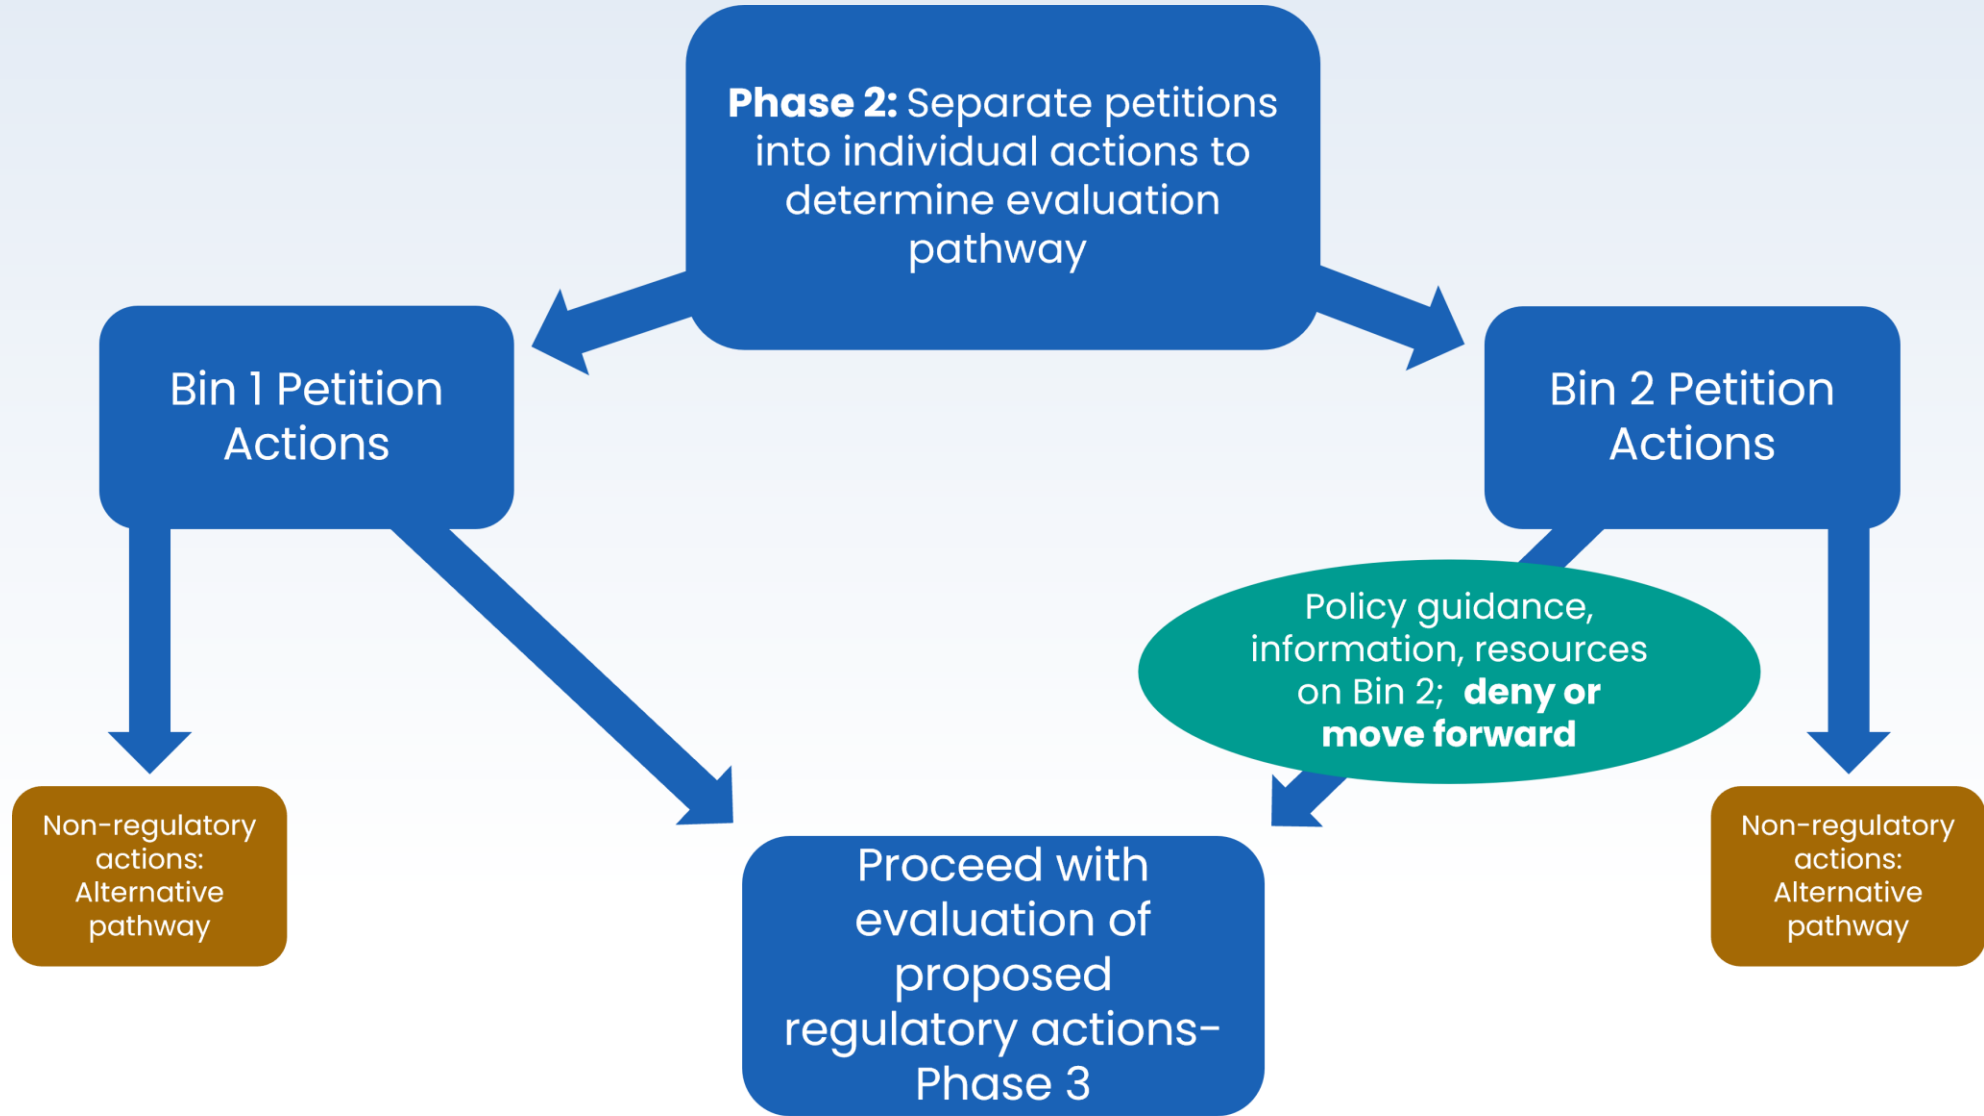 Phase 2: Separate petitions
into individual actions to
determine evaluation
pathway
Bin 1 Petition
Actions
Bin 2 Petition
Actions
Policy guidance,
information, resources
on Bin 2;  deny or
move forward
Non-regulatory
actions:
Alternative
pathway
Proceed with
evaluation of
proposed
regulatory actions-
Phase 3
Non-regulatory
actions:
Alternative
pathway